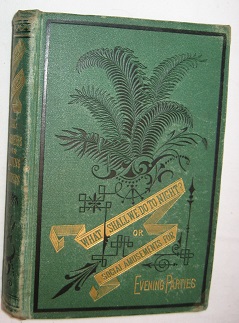 WHAT SHALL WE DO TO NIGHT?
OR
SOCIAL AMUSEMENTS FOR
EVENING PARTIES